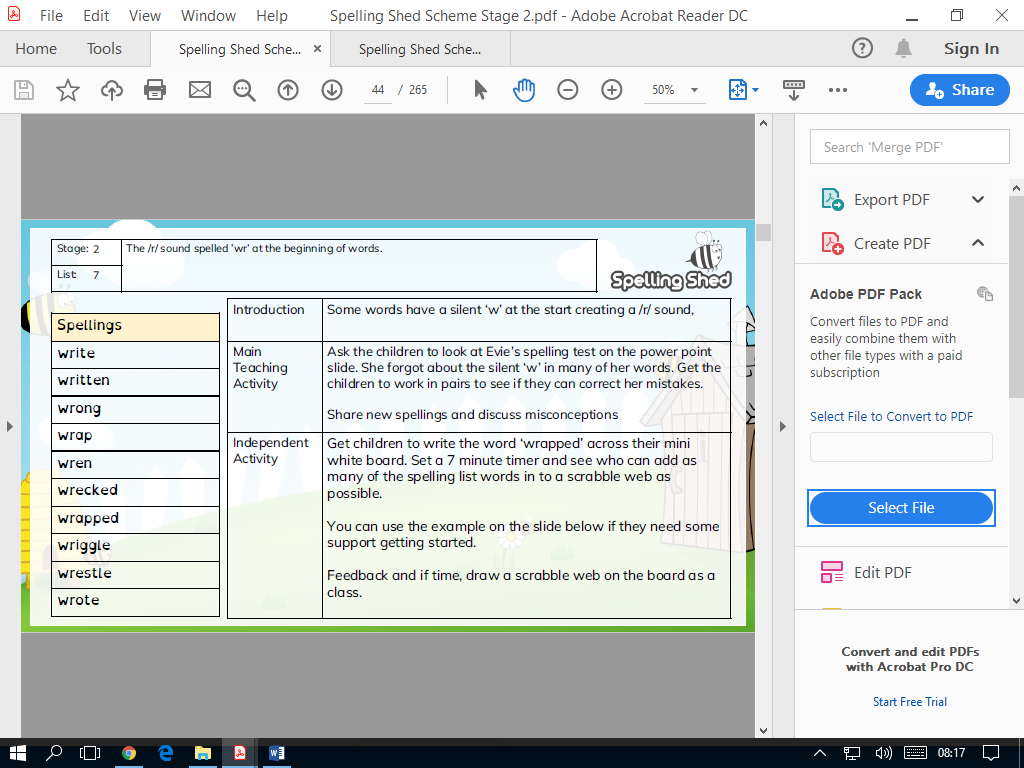 File Edit View Window Help Spelling Shed Scheme Stage 2.pdf - Adobe Acrobat Reader DC
Home Tools Spelling Shed Sche... × Spelling Shed Sche... ? Sign In
44 / 265 50% Share
Stage: 2 The /r/ sound spelled 'wr' at the beginning of words.
List: 7
Spelling Shed
Spellings
write
written
wrong
wrap
wren
wrecked
wrapped
wriggle
wrestle
wrote
Introduction Some words have a silent 'w' at the start creating a /r/ sound,
Main Teaching Activity
Ask the children to look at Evie's spelling test on the power point
slide. She forgot about the silent 'w' in many of her words. Get the
children to work in pairs to see if they can correct her mistakes.
Share new spellings and discuss misconceptions
Independent Activity
Get children to write the word 'wrapped' across their mini
white board. Set a 7 minute timer and see who can add as
many of the spelling list words in to a scrabble web as
possible.
You can use the example on the slide below if they need some
support getting started.
Feedback and if time, draw a scrabble web on the board as a
class.
Search 'Merge PDF'
Export PDF
Create PDF
Adobe PDF Pack
Convert files to PDF and
easily combine them with
other file types with a paid
subscription
Select File to Convert to PDF
Select File
Edit PDF
Convert and edit PDFs
with Acrobat Pro DC
Start Free Trial
08:17